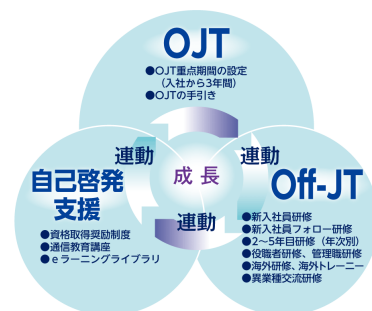 OJT
●OJT重点期間の設定
（入社から3年間）
●OJTの手引き
連動
連動
成長
連動
自己啓発
支援
●資格取得奨励制度
●通信教育講座
●eラーニングライブラリ
Off-JT
●新入社員研修
●新入社員フォロー研修
●2〜5年目研修（年次別）
●役職者研修、管理職研修
●海外研修、海外トレーニー
●異業種交流研修